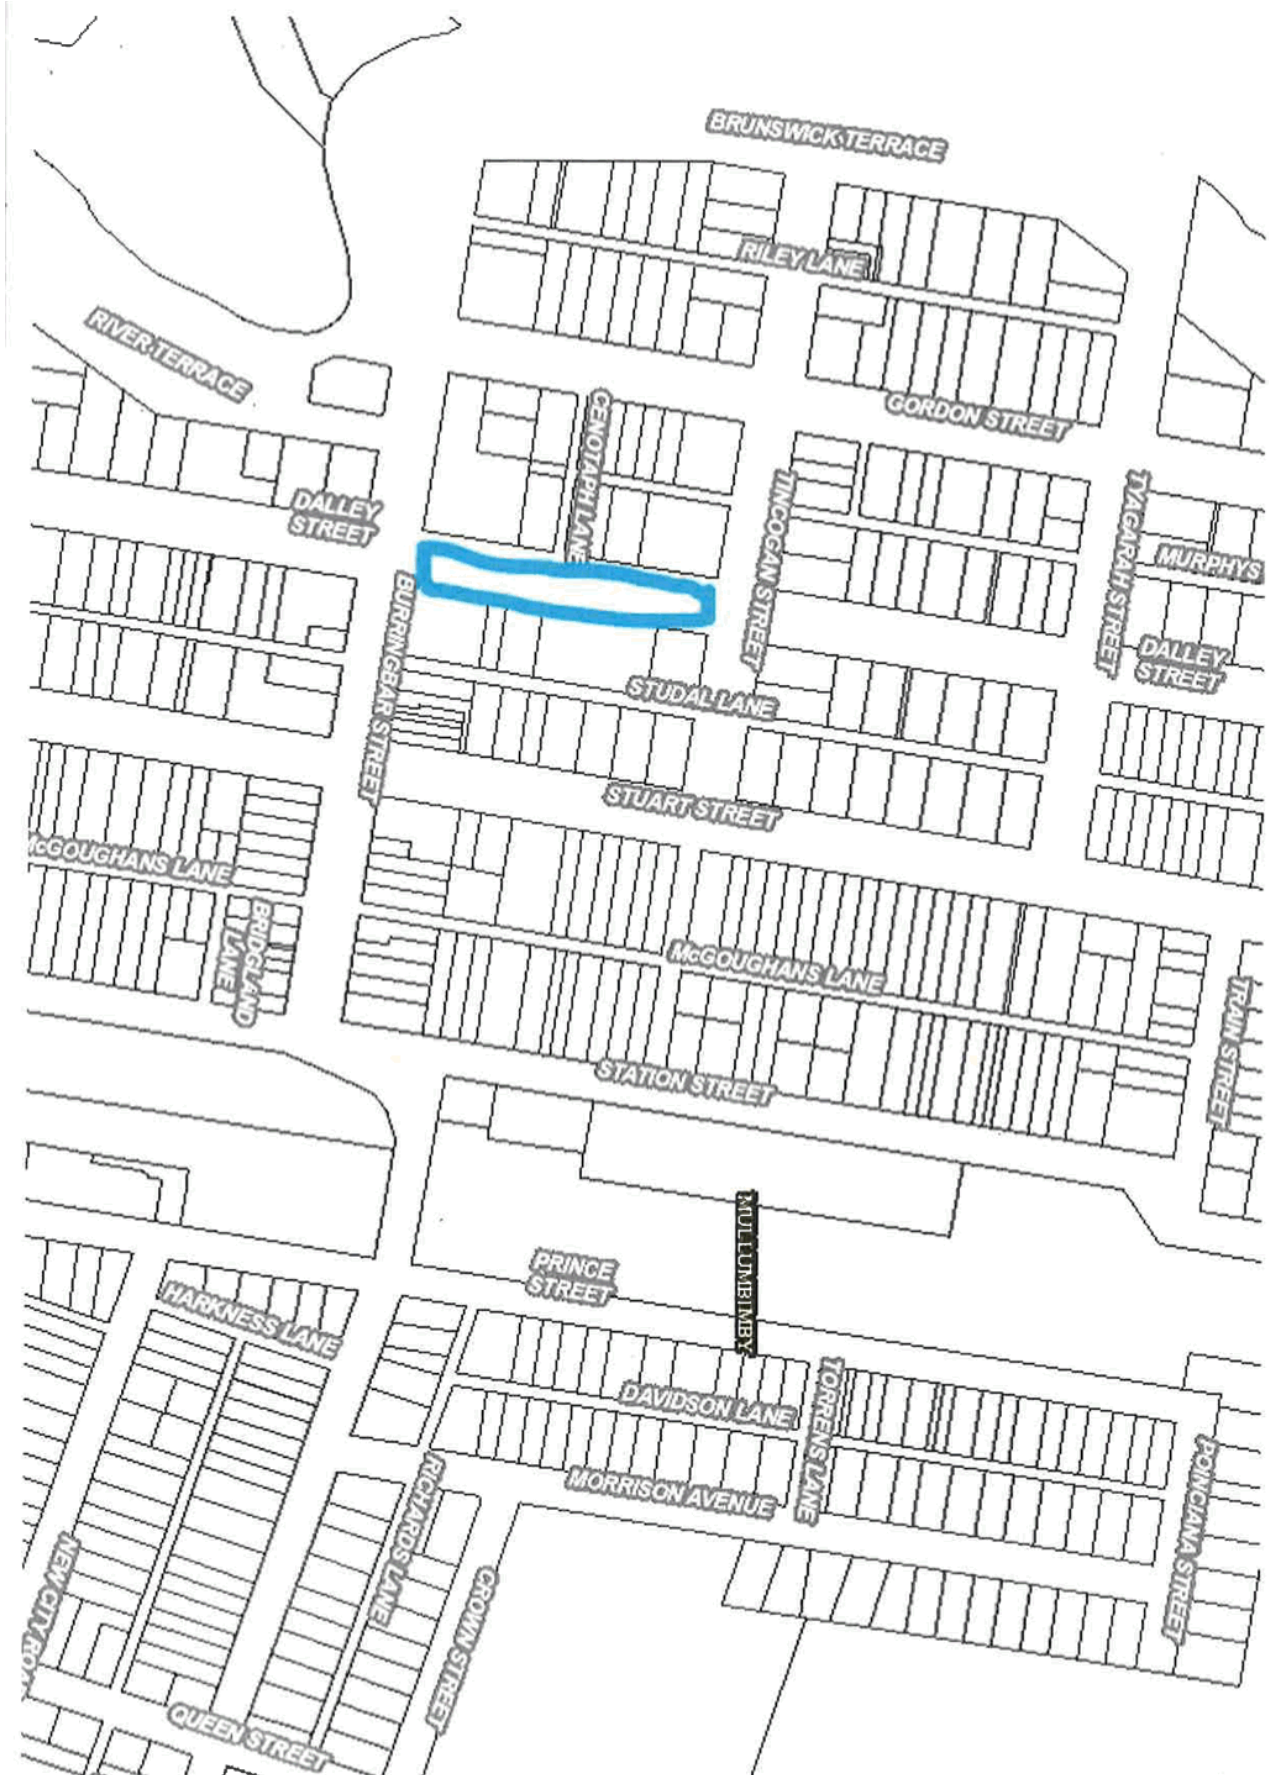 BRUNSWICK TERRACE
RILEY LANE
RIVER TERRACE
GORDON STREET
CENOTAPH LANE
DALLEY
STREET
TINCOGAN STREET
TYAGARAH STREET
MURPHYS
BURRINGBAR STREET
DALLEY
STREET
STUDAL LANE
STUART STREET
McGOUGHANS LANE
BRIDGLAND
LANE
McGOUGHANS LANE
TRAIN STREET
STATION STREET
MULLUMBIMBY
PRINCE
STREET
HARKNESS LANE
DAVIDSON LANE
TORRENS LANE
MORRISON AVENUE
RICHARDS LANE
POINCIANA STREET
NEW CITY ROAD
CROWN STREET
QUEEN STREET